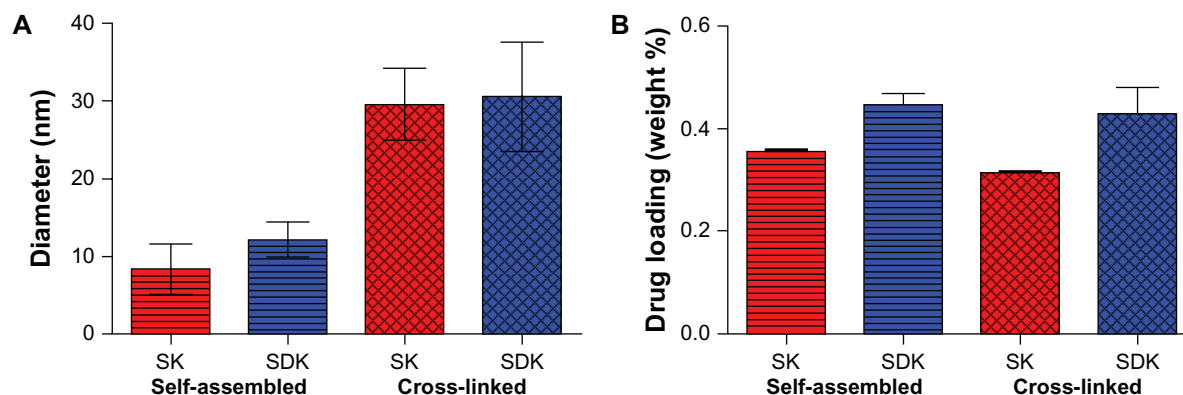 A
Diameter (nm)
40
30
20
10
0
SK
SDK
SK
SDK
Self-assembled
Cross-linked
B
Drug loading (weight %)
0.6
0.4
0.2
0.0
SK
SDK
SK
SDK
Self-assembled
Cross-linked